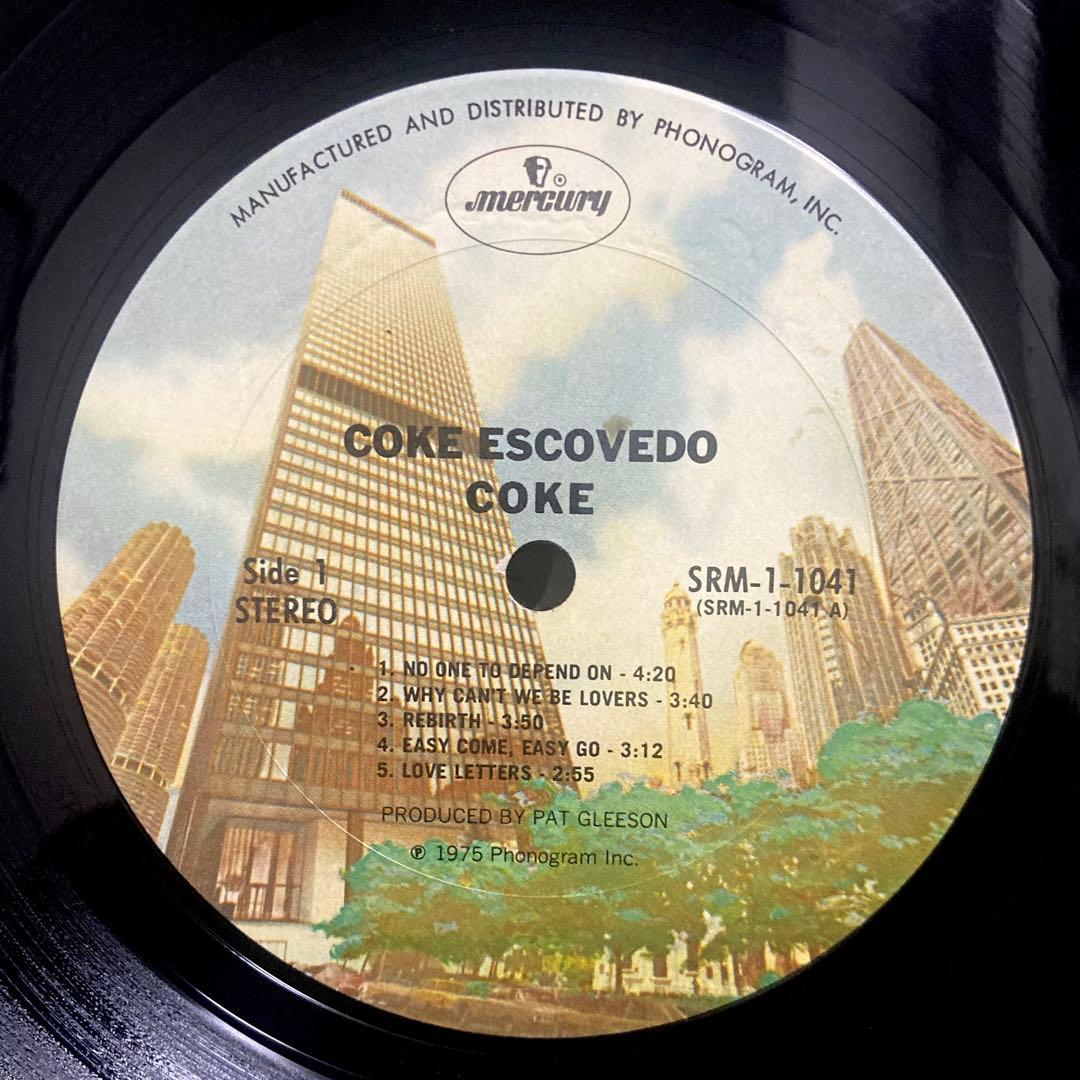 MANUFACTURED AND DISTRIBUTED BY PHONOGRAM, INC.
mercury ®
COKE ESCOVEDO
COKE
Side 1
STEREO
SRM-1-1041
(SRM-1-1041 A)
1. NO ONE TO DEPEND ON - 4:20
2. WHY CAN'T WE BE LOVERS - 3:40
3. REBIRTH - 3:50
4. EASY COME, EASY GO - 3:12
5. LOVE LETTERS - 2:55
PRODUCED BY PAT GLEESON
℗ 1975 Phonogram Inc.